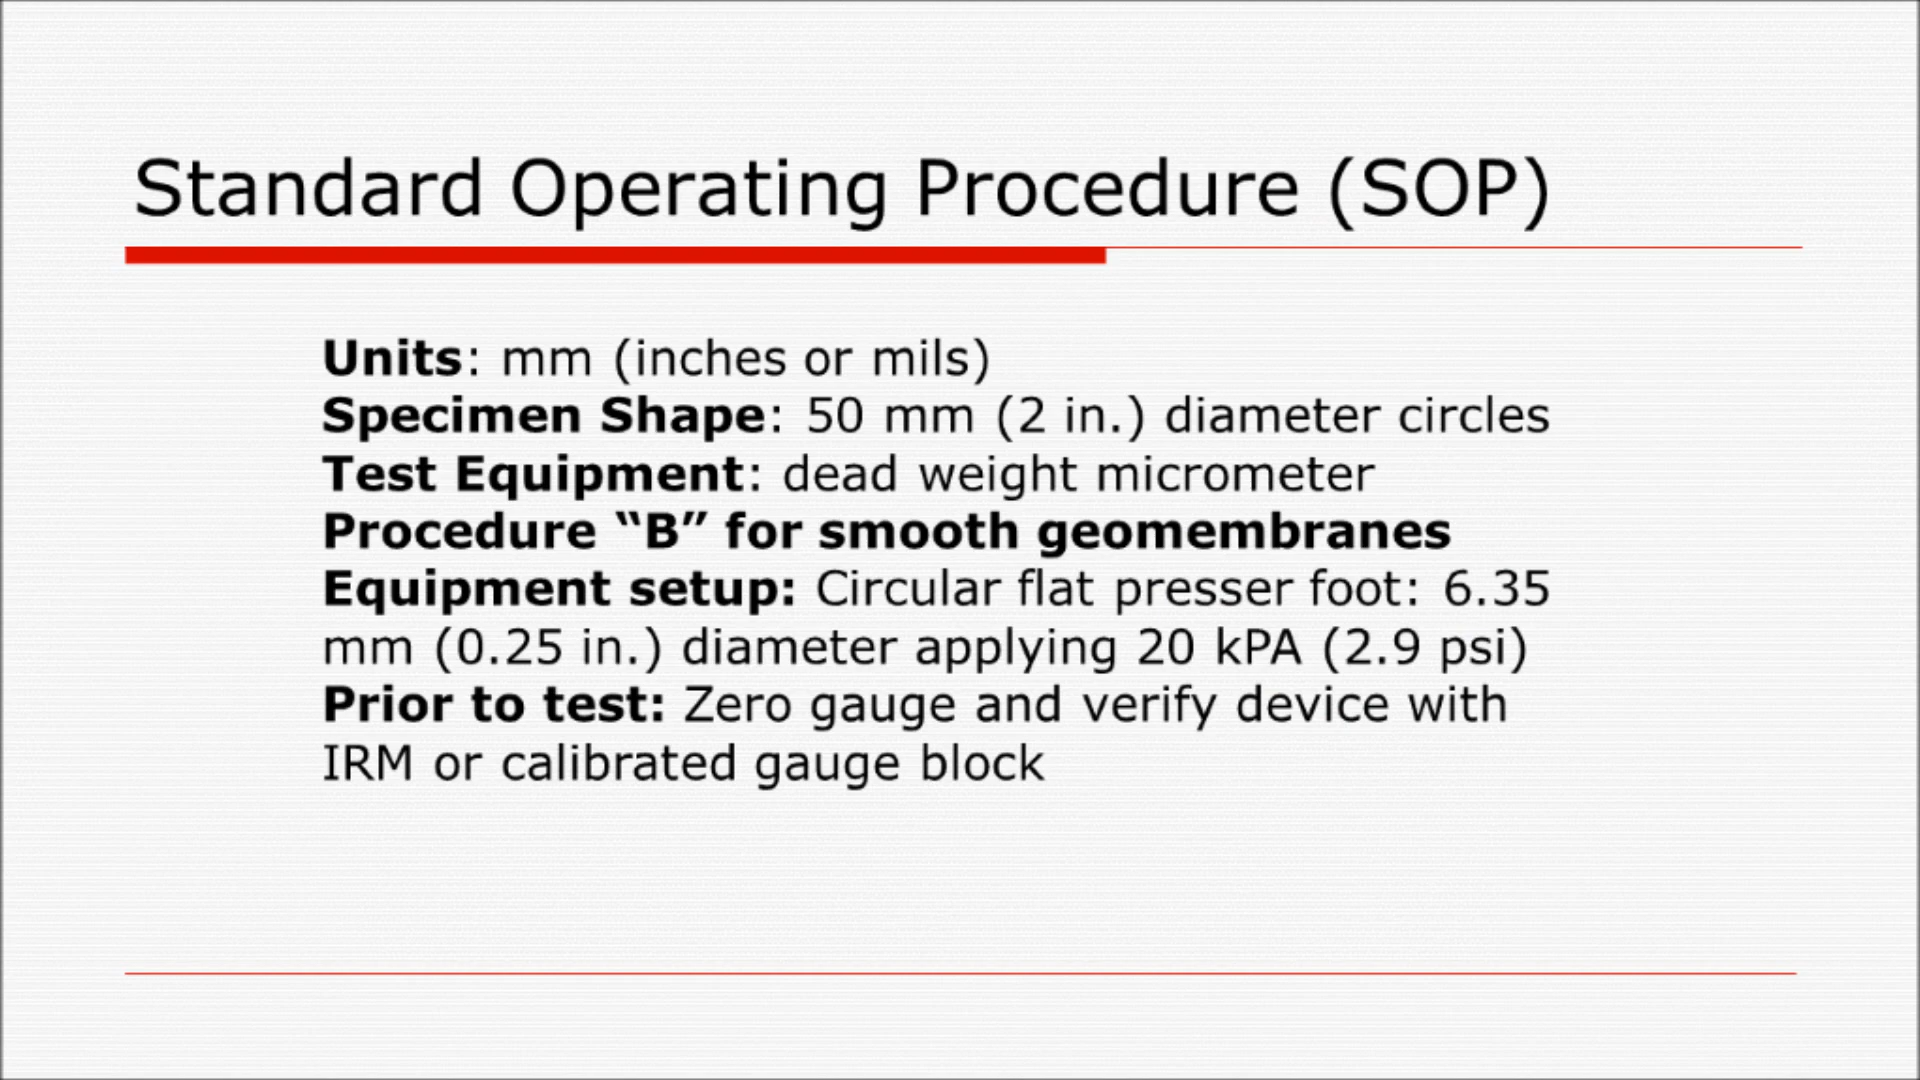 Standard Operating Procedure (SOP)
Units: mm (inches or mils)
Specimen Shape: 50 mm (2 in.) diameter circles
Test Equipment: dead weight micrometer
Procedure “B” for smooth geomembranes
Equipment setup: Circular flat presser foot: 6.35
mm (0.25 in.) diameter applying 20 kPA (2.9 psi)
Prior to test: Zero gauge and verify device with
IRM or calibrated gauge block